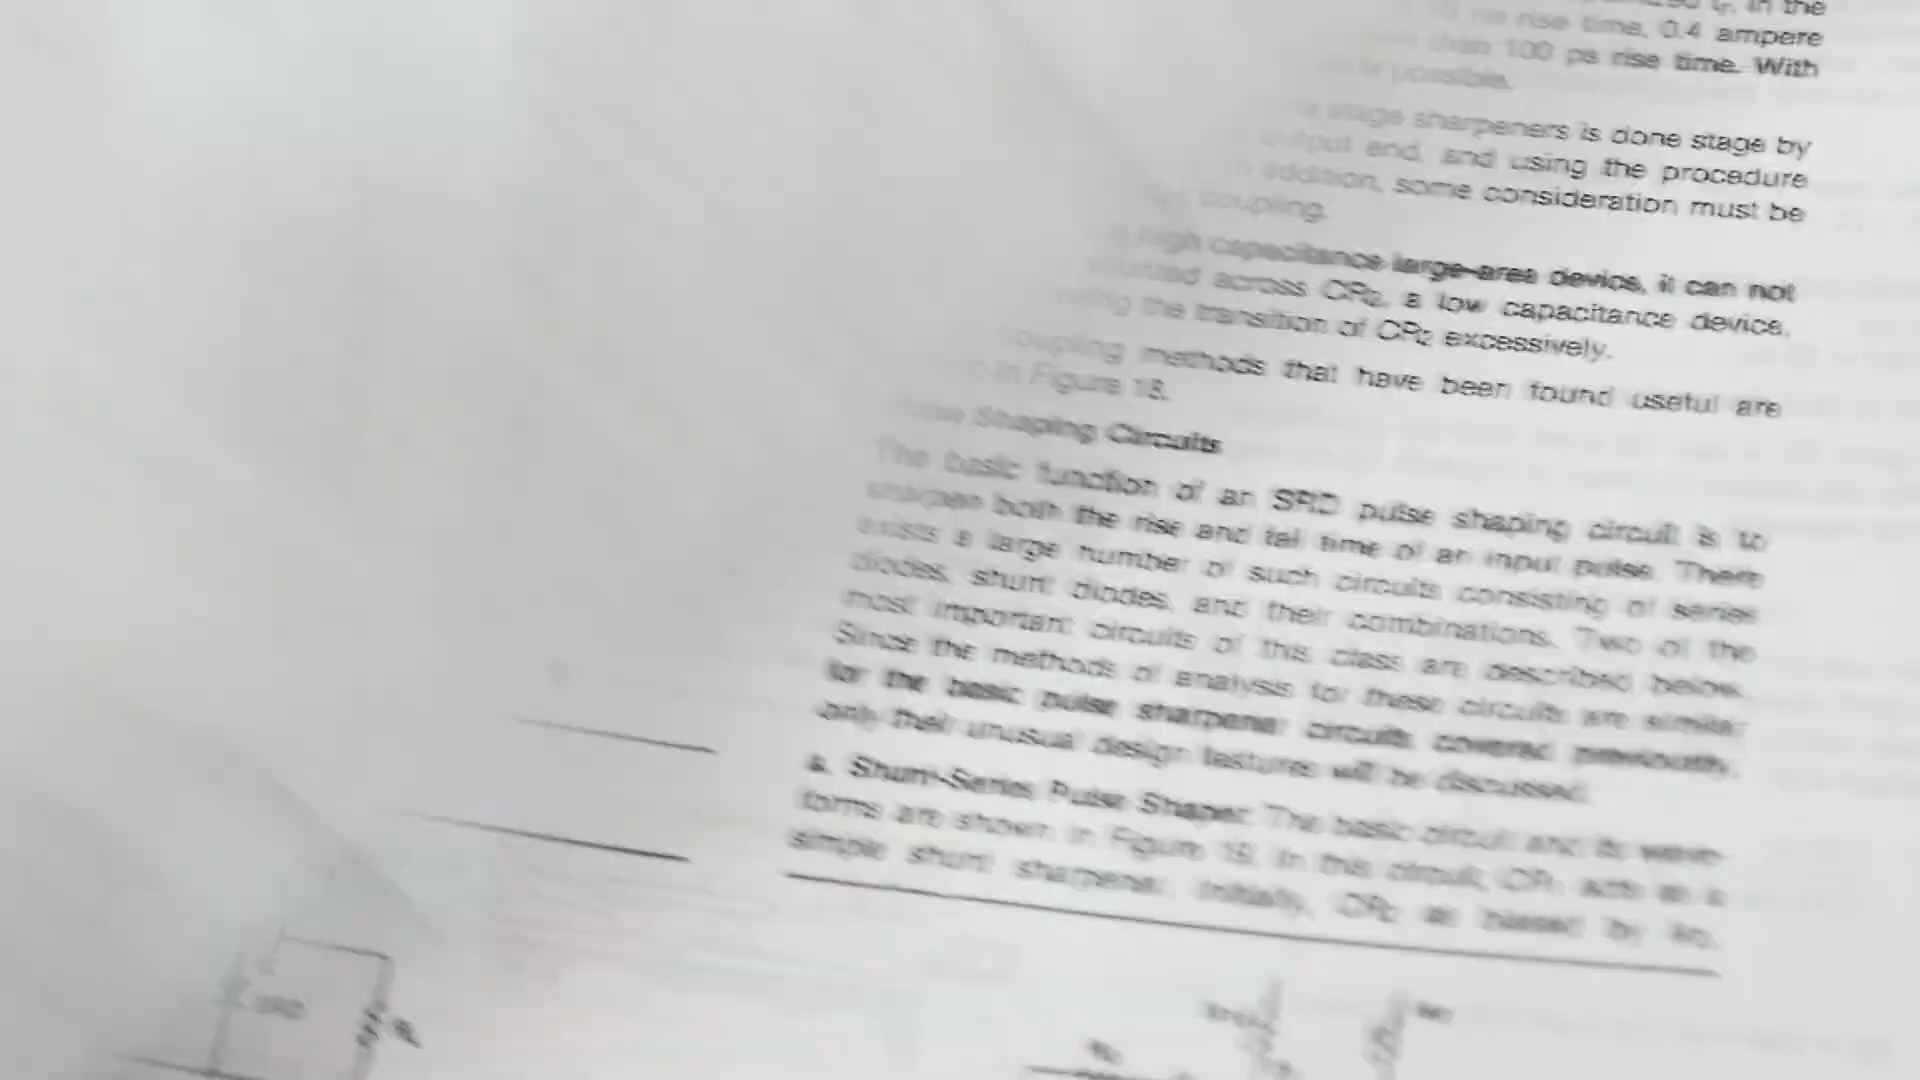 in the
rise time, 0.4 ampere
than 100 ps rise time. With
is possible.
stage sharpeners is done stage by
output end, and using the procedure
In addition, some consideration must be
coupling.
high capacitance large-area device, it can not
across CR2, a low capacitance device,
the transition of CR2 excessively.
coupling methods that have been found useful are
in Figure 18.
Shaping Circuits
The basic function of an SRD pulse shaping circuit is to
sharpen both the rise and fall time of an input pulse. There
exists a large number of such circuits consisting of series
diodes, shunt diodes, and their combinations. Two of the
most important circuits of this class are described below.
Since the methods of analysis for these circuits are similar
for the basic pulse sharpener circuits covered previously,
only their unusual design features will be discussed.
a. Shunt-Series Pulse Shaper. The basic circuit and its wave-
forms are shown in Figure 19. In this circuit, CR1 acts as a
simple shunt sharpener. Initially, CR2 is biased by
SRD